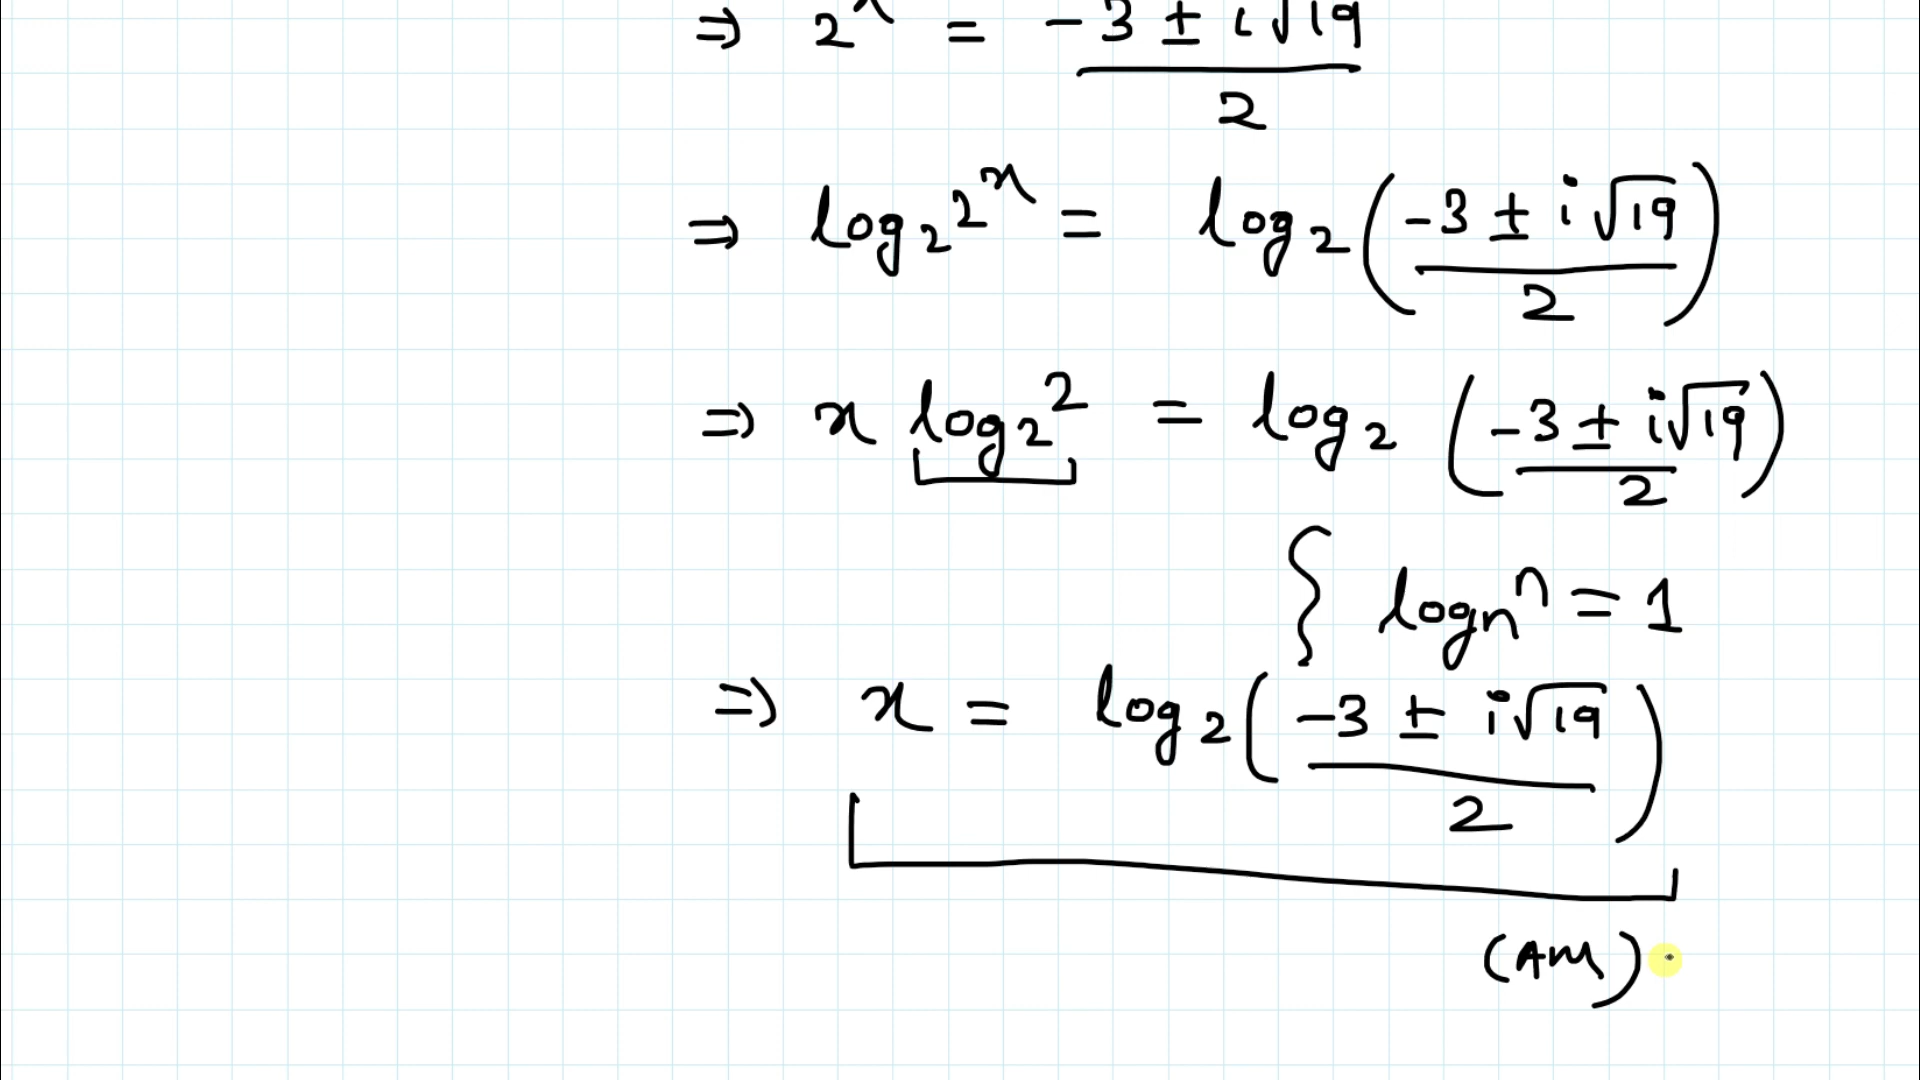 ⇒ 2^x = (-3 ± i√19)/2
⇒ log₂2^x = log₂((-3 ± i√19)/2)
⇒ x log₂2 = log₂((-3 ± i√19)/2)
{ logₙn = 1
⇒ x = log₂((-3 ± i√19)/2)
(Ans)